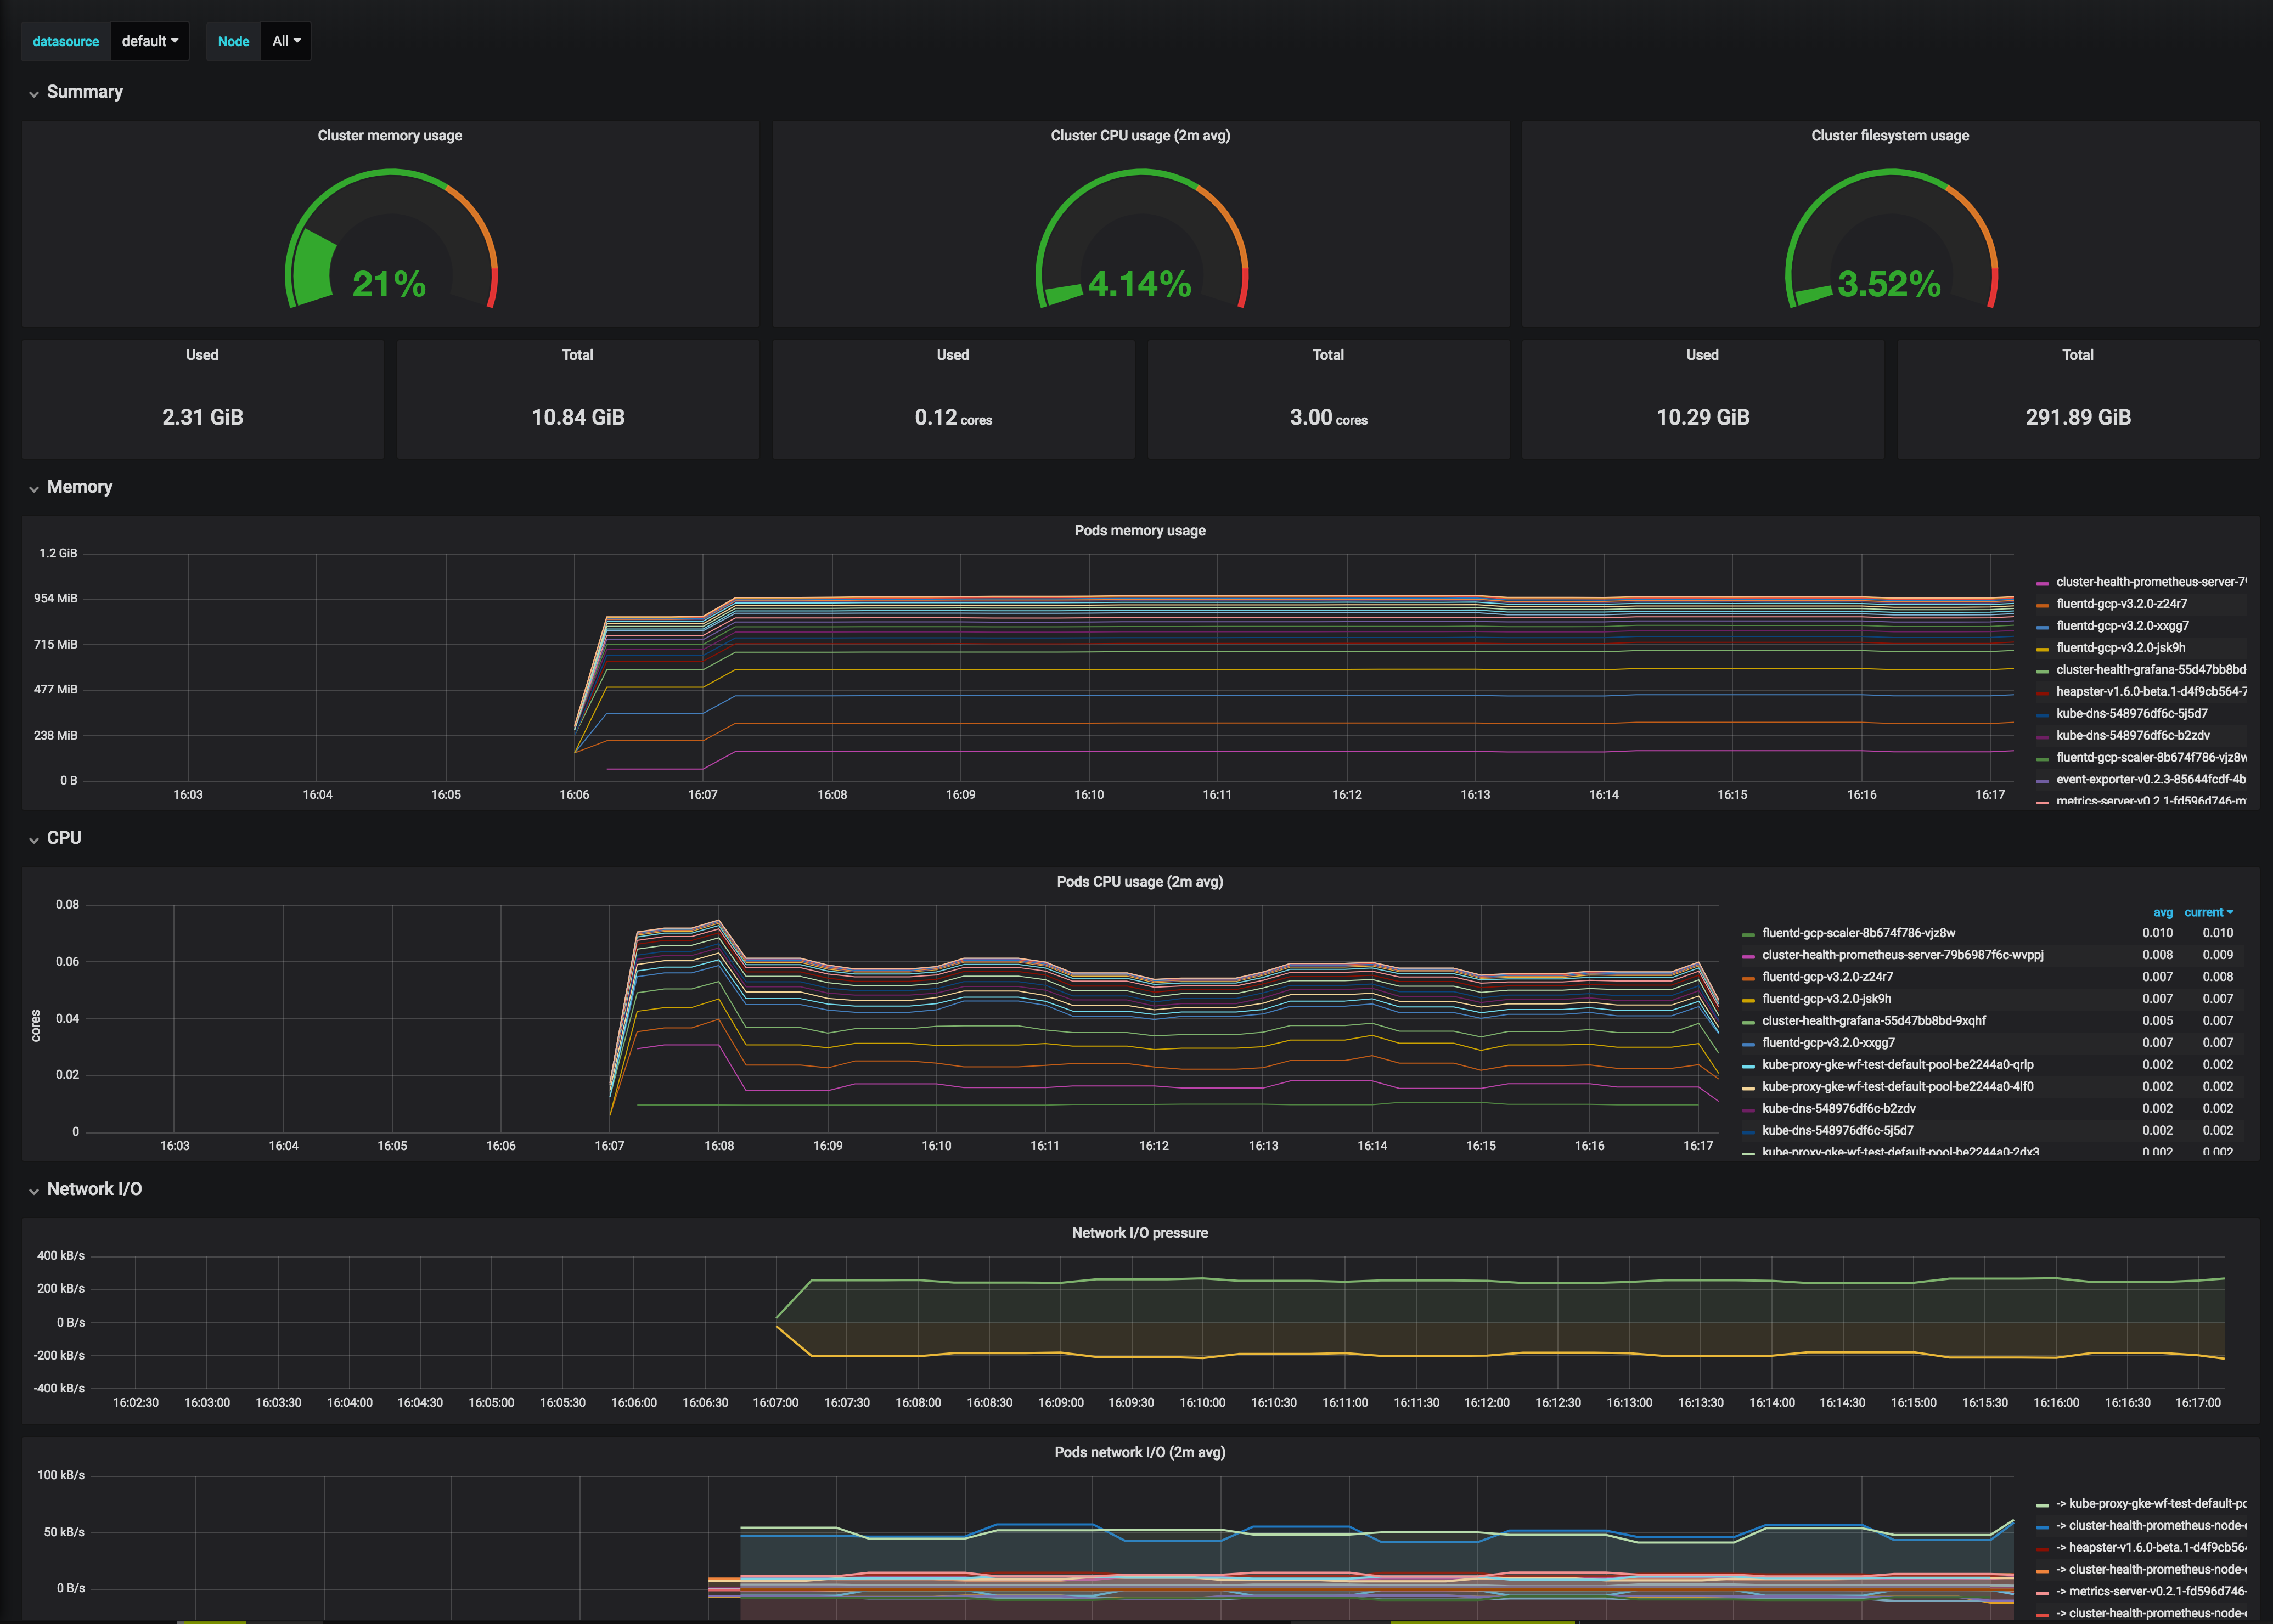 datasource default Node All
Summary
Cluster memory usage Cluster CPU usage (2m avg) Cluster filesystem usage
21% 4.14% 3.52%
Used Total Used Total Used Total
2.31 GiB 10.84 GiB 0.12 cores 3.00 cores 10.29 GiB 291.89 GiB
Memory
Pods memory usage
1.2 GiB
954 MiB
715 MiB
477 MiB
238 MiB
0 B
16:03 16:04 16:05 16:06 16:07 16:08 16:09 16:10 16:11 16:12 16:13 16:14 16:15 16:16 16:17
cluster-health-prometheus-server-79
fluentd-gcp-v3.2.0-z24r7
fluentd-gcp-v3.2.0-xxgg7
fluentd-gcp-v3.2.0-jsk9h
cluster-health-grafana-55d47bb8bd
heapster-v1.6.0-beta.1-d4f9cb564-7
kube-dns-548976df6c-5j5d7
kube-dns-548976df6c-b2zdv
fluentd-gcp-scaler-8b674f786-vjz8w
event-exporter-v0.2.3-85644fcdf-4b
metrics-server-v0.2.1-fd596d746-m
CPU
Pods CPU usage (2m avg)
cores
0.08
0.06
0.04
0.02
0
16:03 16:04 16:05 16:06 16:07 16:08 16:09 16:10 16:11 16:12 16:13 16:14 16:15 16:16 16:17
avg current
fluentd-gcp-scaler-8b674f786-vjz8w 0.010 0.010
cluster-health-prometheus-server-79b6987f6c-wvppj 0.008 0.009
fluentd-gcp-v3.2.0-z24r7 0.007 0.008
fluentd-gcp-v3.2.0-jsk9h 0.007 0.007
cluster-health-grafana-55d47bb8bd-9xqhf 0.005 0.007
fluentd-gcp-v3.2.0-xxgg7 0.007 0.007
kube-proxy-gke-wf-test-default-pool-be2244a0-qrlp 0.002 0.002
kube-proxy-gke-wf-test-default-pool-be2244a0-4lf0 0.002 0.002
kube-dns-548976df6c-b2zdv 0.002 0.002
kube-dns-548976df6c-5j5d7 0.002 0.002
kube-proxy-gke-wf-test-default-pool-be2244a0-2dx3 0.002 0.002
Network I/O
Network I/O pressure
400 kB/s
200 kB/s
0 B/s
-200 kB/s
-400 kB/s
16:02:30 16:03:00 16:03:30 16:04:00 16:04:30 16:05:00 16:05:30 16:06:00 16:06:30 16:07:00 16:07:30 16:08:00 16:08:30 16:09:00 16:09:30 16:10:00 16:10:30 16:11:00 16:11:30 16:12:00 16:12:30 16:13:00 16:13:30 16:14:00 16:14:30 16:15:00 16:15:30 16:16:00 16:16:30 16:17:00
Pods network I/O (2m avg)
100 kB/s
50 kB/s
0 B/s
-> kube-proxy-gke-wf-test-default-po
-> cluster-health-prometheus-node-
-> heapster-v1.6.0-beta.1-d4f9cb56
-> cluster-health-prometheus-node-
-> metrics-server-v0.2.1-fd596d746-
-> cluster-health-prometheus-node-